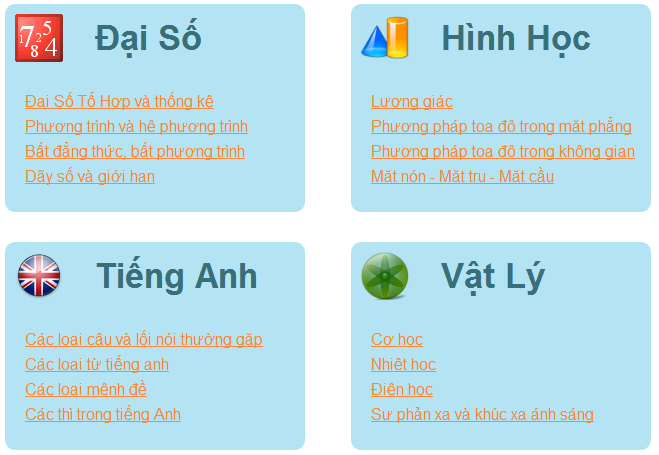 Đại Số
Đại Số Tổ Hợp và thống kê
Phương trình và hệ phương trình
Bất đẳng thức, bất phương trình
Dãy số và giới hạn
Hình Học
Lượng giác
Phương pháp toạ độ trong mặt phẳng
Phương pháp toạ độ trong không gian
Mặt nón - Mặt trụ - Mặt cầu
Tiếng Anh
Các loại câu và lối nói thường gặp
Các loại từ tiếng anh
Các loại mệnh đề
Các thì trong tiếng Anh
Vật Lý
Cơ học
Nhiệt học
Điện học
Sự phản xạ và khúc xạ ánh sáng